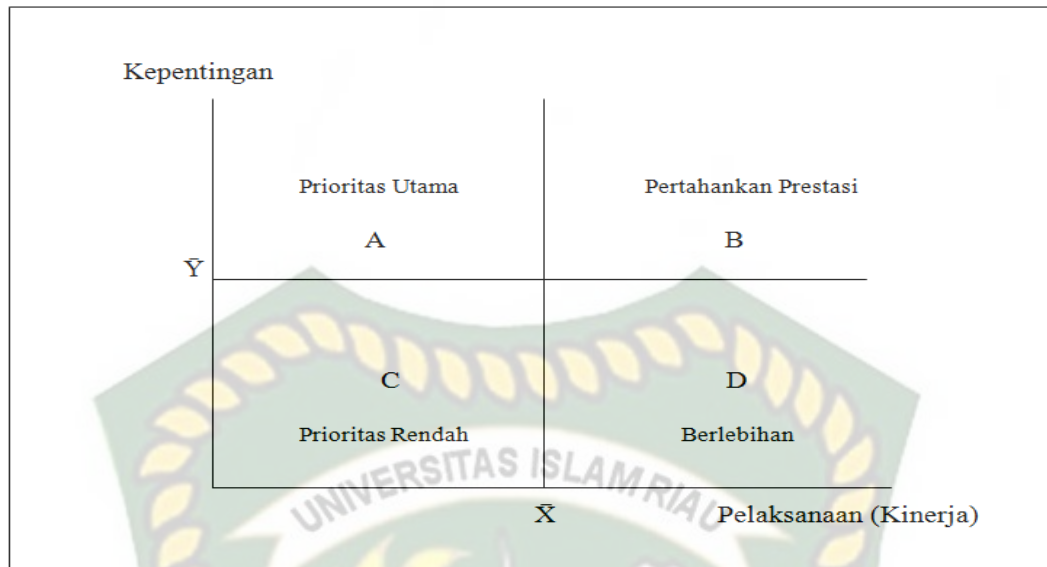 Kepentingan
Prioritas Utama
Pertahankan Prestasi
A
B
Ȳ
C
D
Prioritas Rendah
Berlebihan
UNIVERSITAS ISLAM RIAU
X̄
Pelaksanaan (Kinerja)